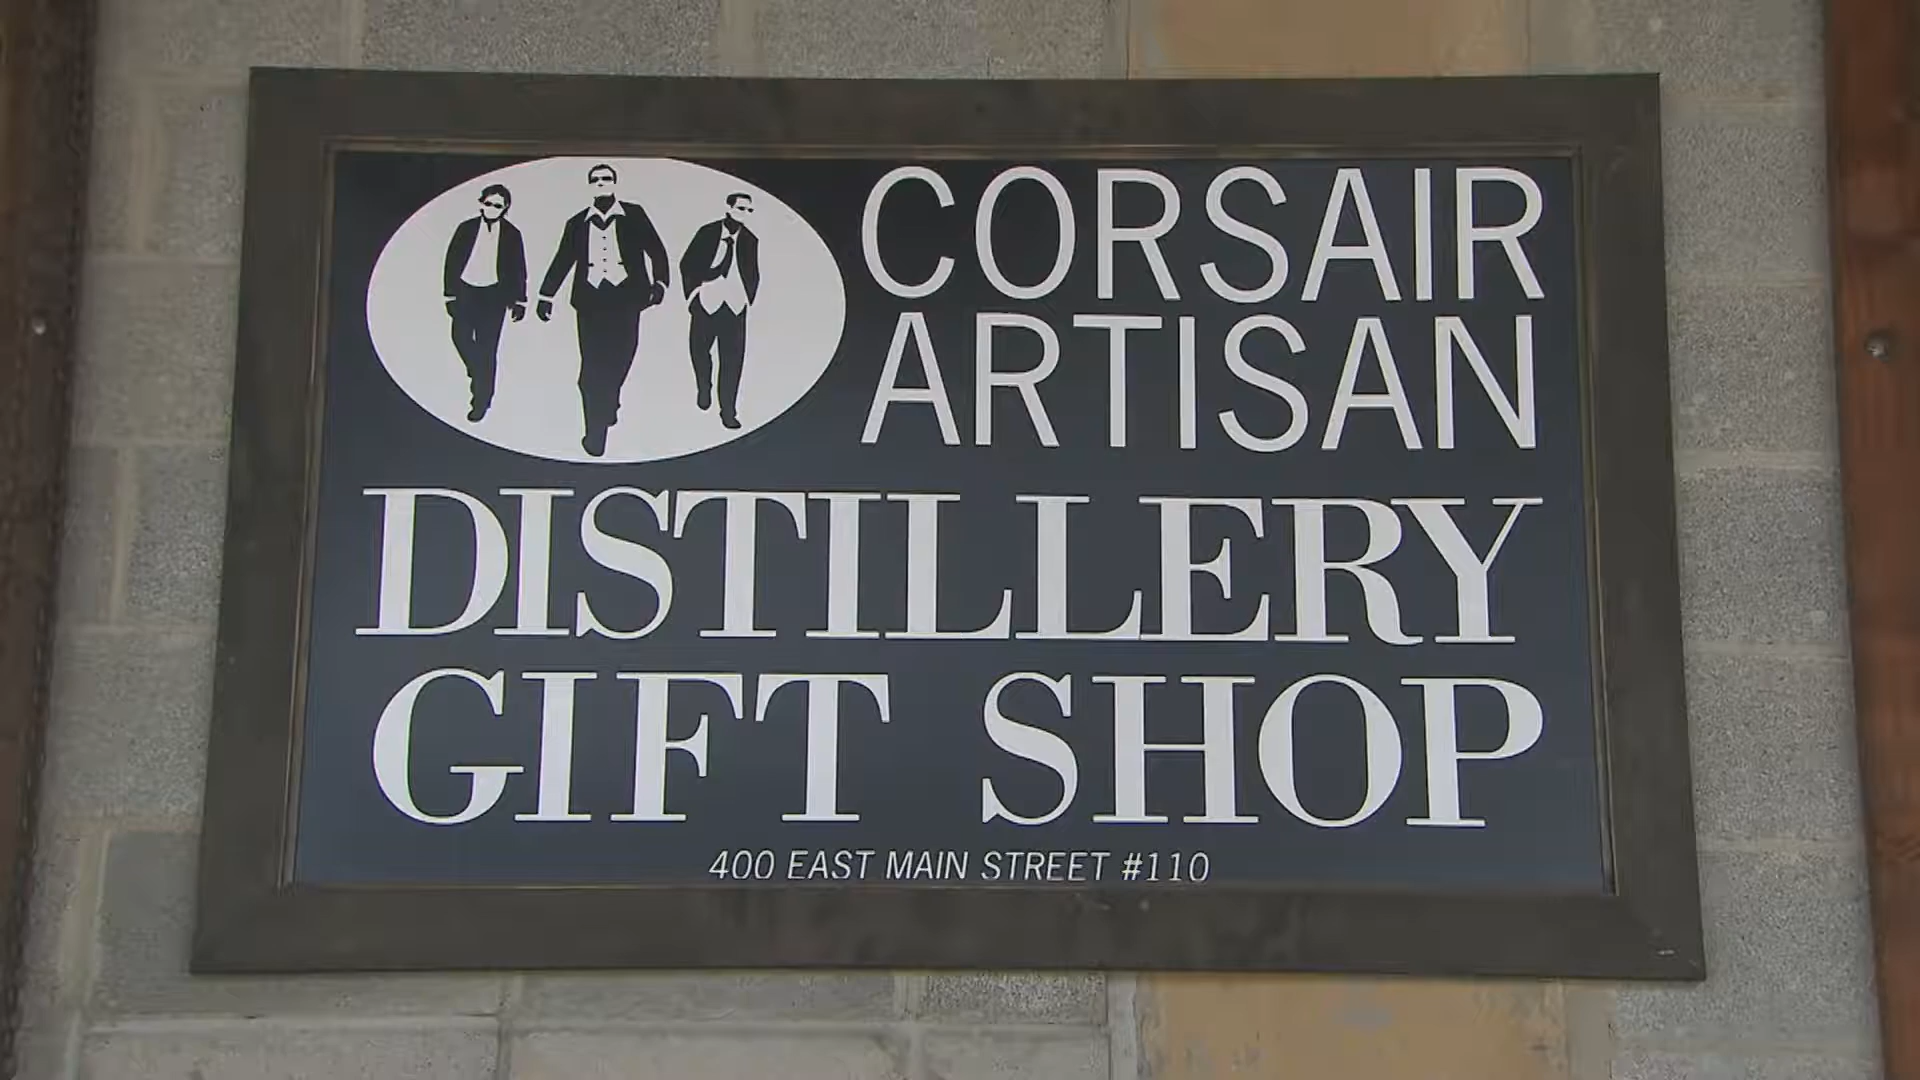 CORSAIR
ARTISAN
DISTILLERY
GIFT SHOP
400 EAST MAIN STREET #110